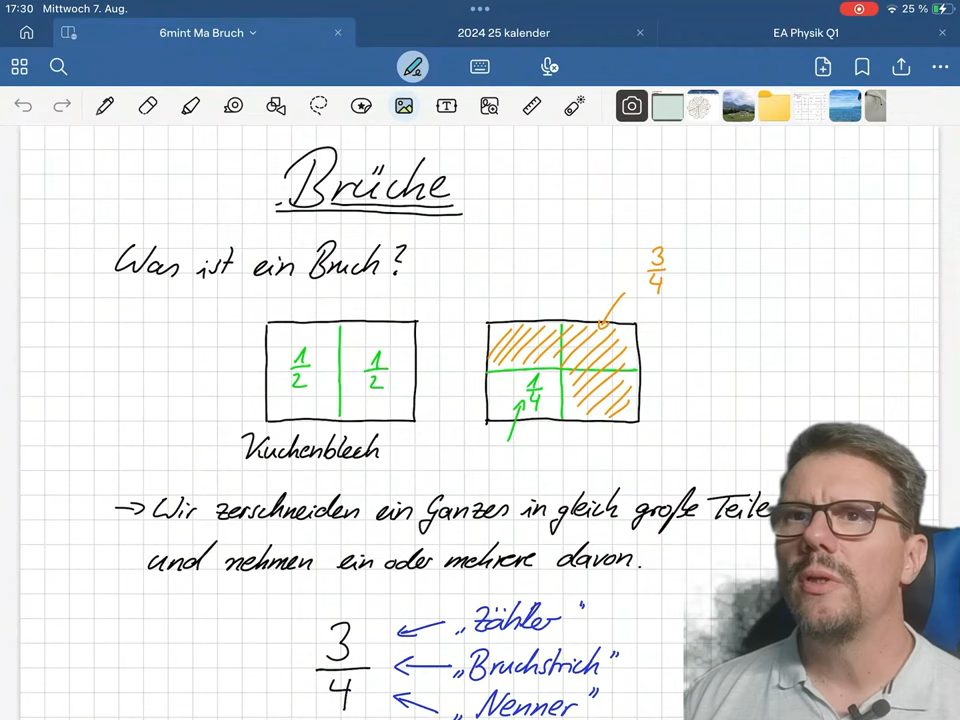 17:30 Mittwoch 7. Aug.
25 %
6mint Ma Bruch
2024 25 kalender
EA Physik Q1
Brüche
Was ist ein Bruch?
3
4
1
2
1
2
1
4
Kuchenblech
→ Wir zerschneiden ein Ganzes in gleich große Teile
und nehmen ein oder mehrere davon.
3
4
„Zähler"
„Bruchstrich"
„Nenner"